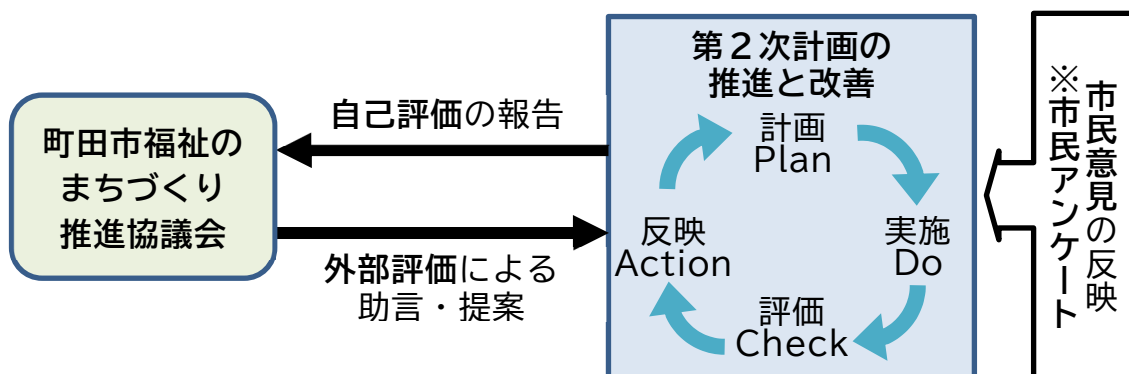 町田市福祉の
まちづくり
推進協議会
自己評価の報告
外部評価による
助言・提案
第２次計画の
推進と改善
計画
Plan
実施
Do
評価
Check
反映
Action
市民意見の反映
※市民アンケート